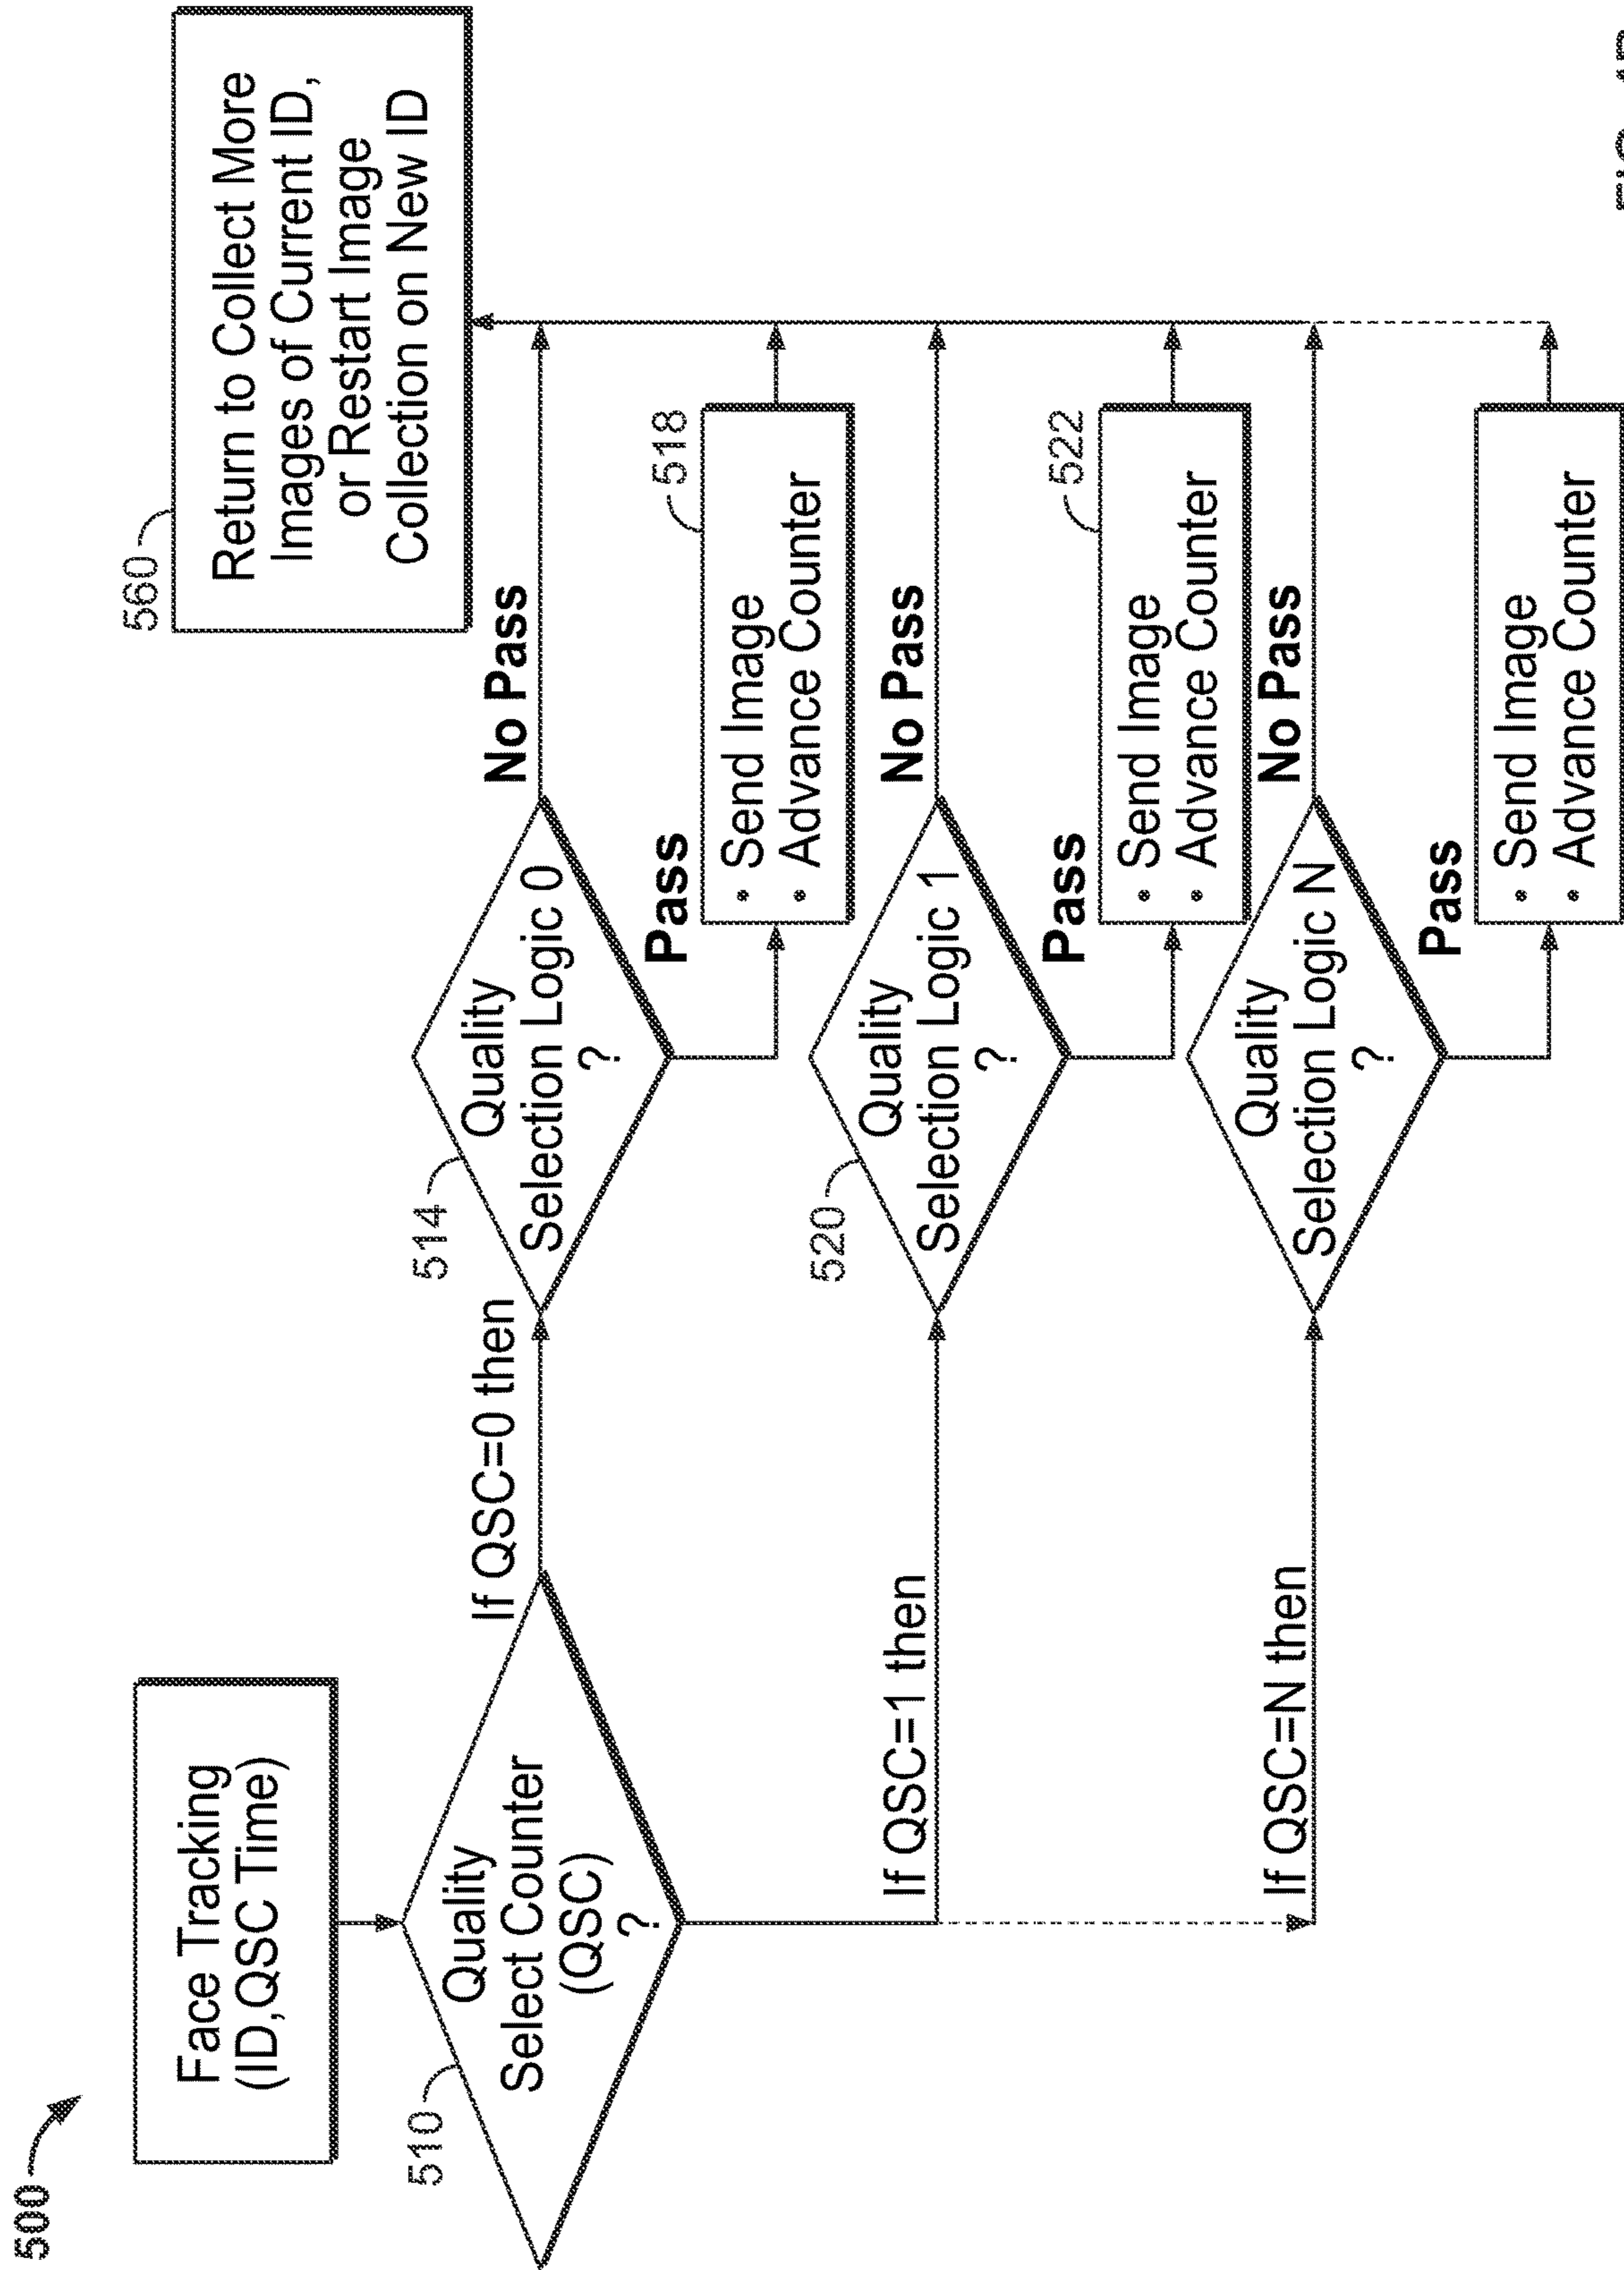 500
Face Tracking
(ID,QSC Time)
510
Quality
Select Counter
(QSC)
?
If QSC=0 then
514
Quality
Selection Logic 0
?
No Pass
560
Return to Collect More
Images of Current ID,
or Restart Image
Collection on New ID
Pass
518
• Send Image
• Advance Counter
If QSC=1 then
520
Quality
Selection Logic 1
?
No Pass
Pass
522
• Send Image
• Advance Counter
If QSC=N then
Quality
Selection Logic N
?
No Pass
Pass
• Send Image
• Advance Counter